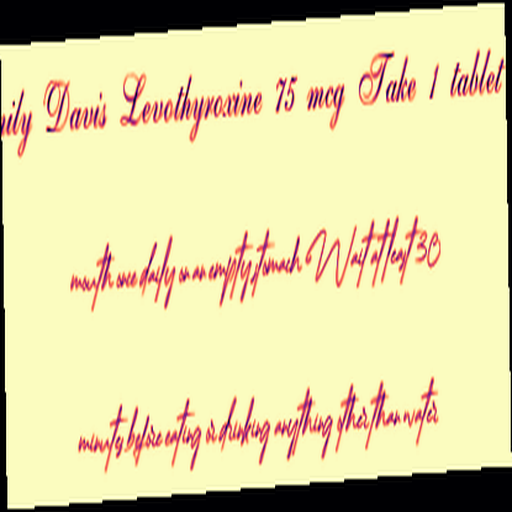 Davis Levothyroxine 75 mcg Take 1 tablet
mouth once daily on an empty stomach Wait at least 30
minutes before eating or drinking anything other than water